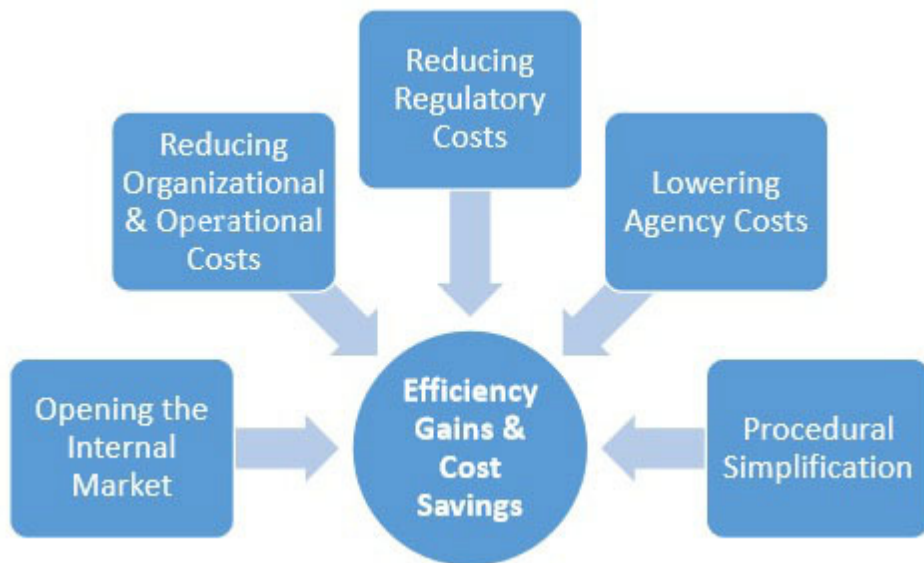 Reducing
Regulatory
Costs
Reducing
Organizational
& Operational
Costs
Lowering
Agency Costs
Opening the
Internal
Market
Efficiency
Gains &
Cost
Savings
Procedural
Simplification